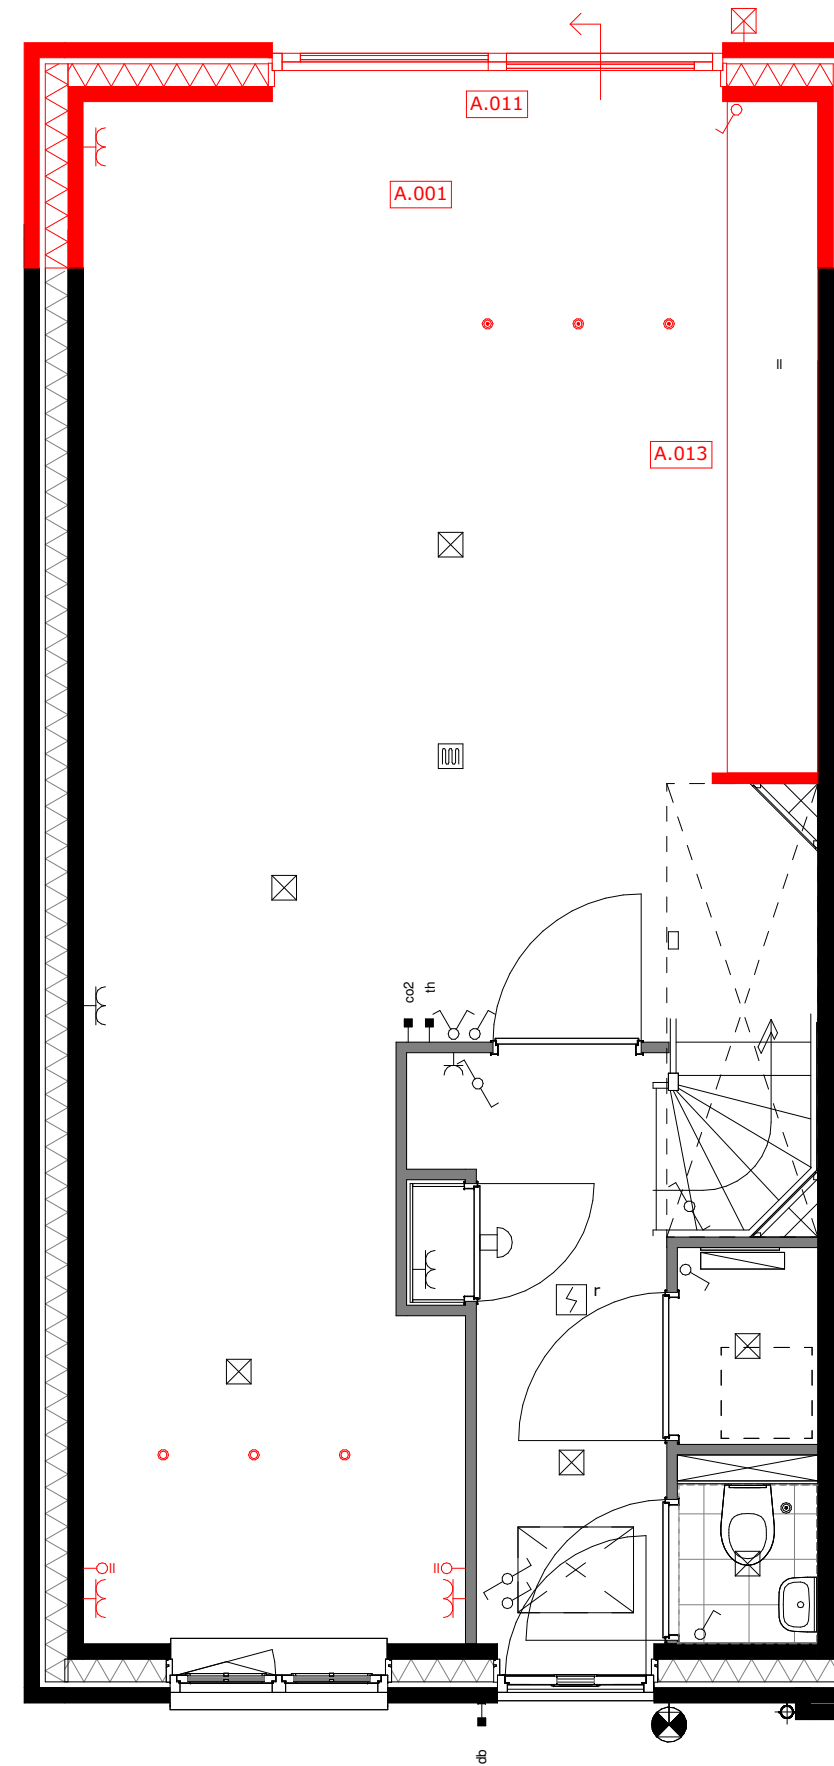 A.011
A.001
=
A.013
co2
th
r
=
=
db